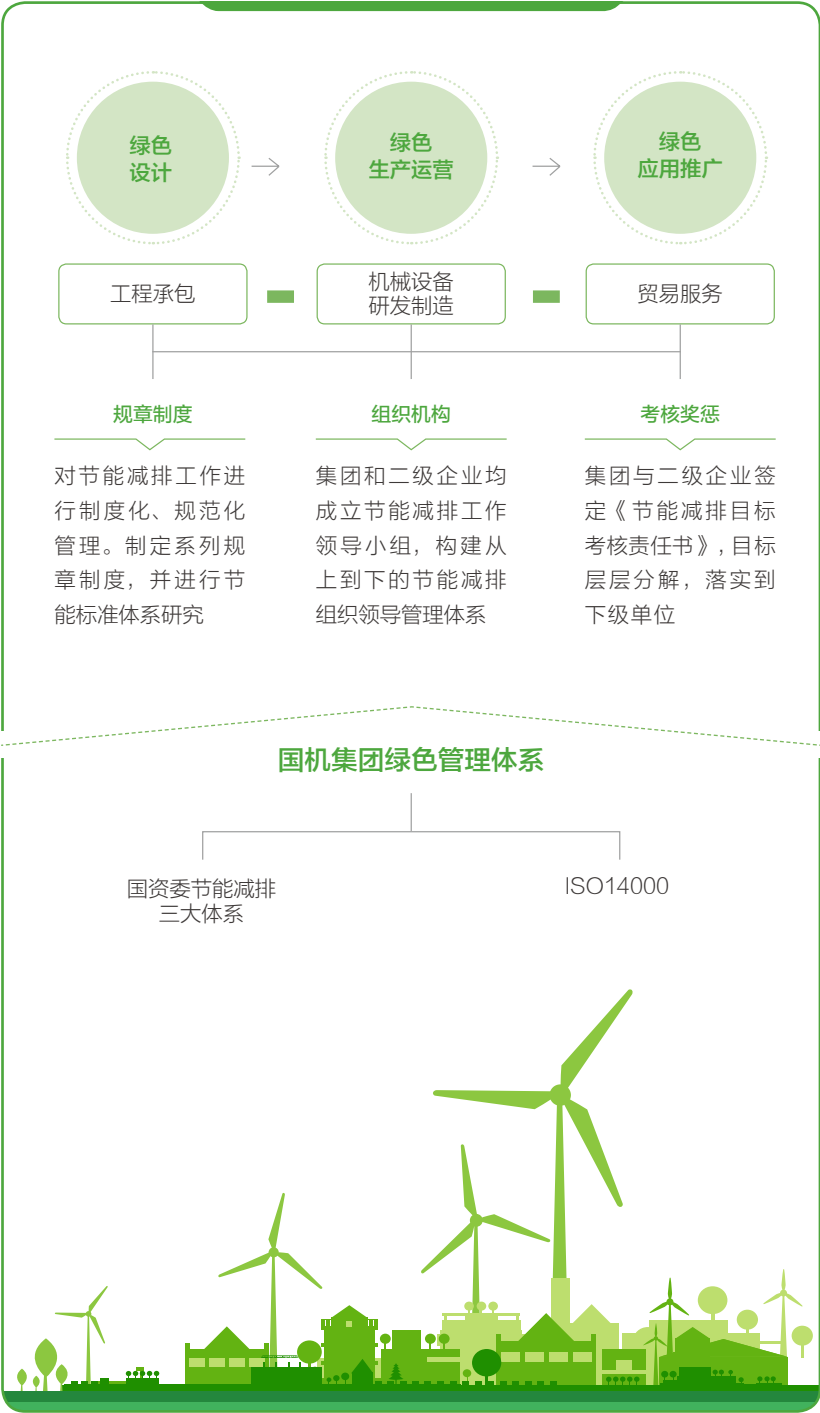 绿色
设计
绿色
生产运营
绿色
应用推广
工程承包
机械设备
研发制造
贸易服务
规章制度
对节能减排工作进
行制度化、规范化
管理。制定系列规
章制度，并进行节
能标准体系研究
组织机构
集团和二级企业均
成立节能减排工作
领导小组，构建从
上到下的节能减排
组织领导管理体系
考核奖惩
集团与二级企业签
定《节能减排目标
考核责任书》，目标
层层分解，落实到
下级单位
国机集团绿色管理体系
国资委节能减排
三大体系
ISO14000